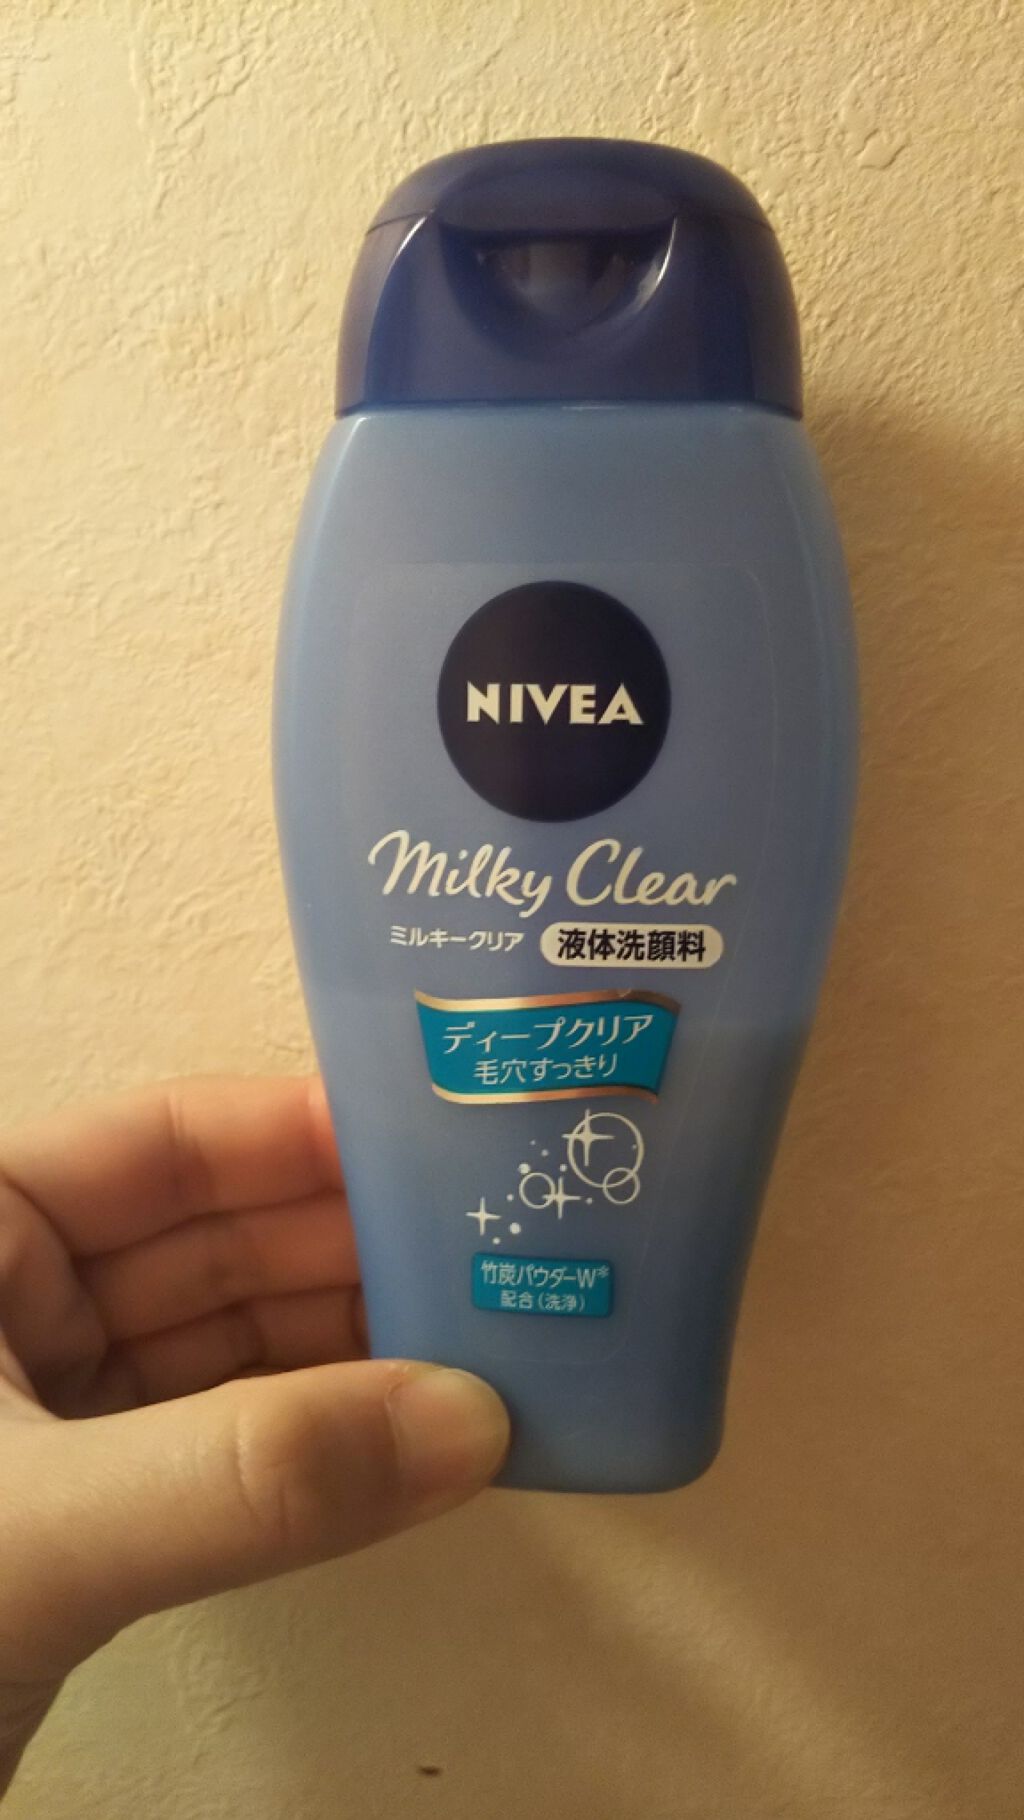 NIVEA
Milky Clear
ミルキークリア 液体洗顔料
ディープクリア
毛穴すっきり
竹炭パウダーW※
配合(洗浄)